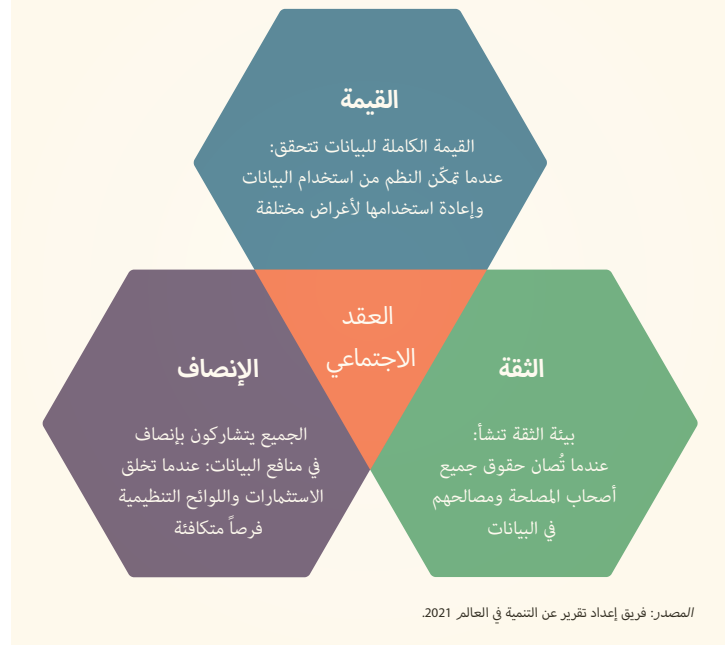 القيمة
القيمة الكاملة للبيانات تتحقق:
عندما تمكّن النظم من استخدام البيانات
وإعادة استخدامها لأغراض مختلفة
العقد
الاجتماعي
الثقة
بيئة الثقة تنشأ:
عندما تُصان حقوق جميع
أصحاب المصلحة ومصالحهم
في البيانات
الإنصاف
الجميع يتشاركون بإنصاف
في منافع البيانات: عندما تخلق
الاستثمارات واللوائح التنظيمية
فرصاً متكافئة
المصدر: فريق إعداد تقرير عن التنمية في العالم 2021.